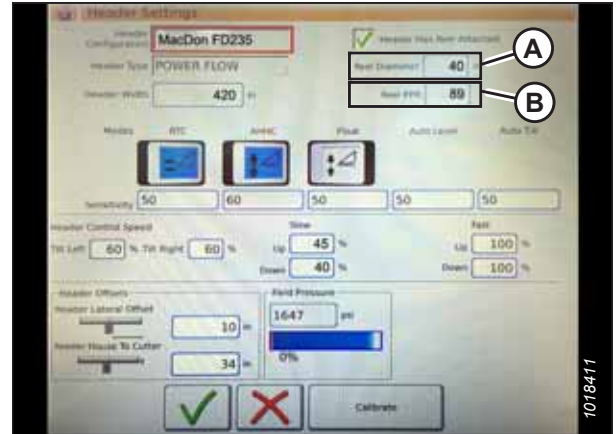 Header Settings
Header Configuration MacDon FD235
Header Has Reel Attached
A
Header Type POWER FLOW
Reel Diameter 40 in
Header Width 420 in
Reel PPR 89
B
Modes RTC AHHC Float Auto Level Auto Tilt
Sensitivity 50 60 50 50 50
Header Control Speed
Slow
Fast
Tilt Left 60 % Tilt Right 60 %
Up 45 %
Up 100 %
Down 40 %
Down 100 %
Header Offsets
Field Pressure
Header Lateral Offset
1647 psi
10 in
Feeder House To Cutter
0%
34 in
Calibrate
1018411